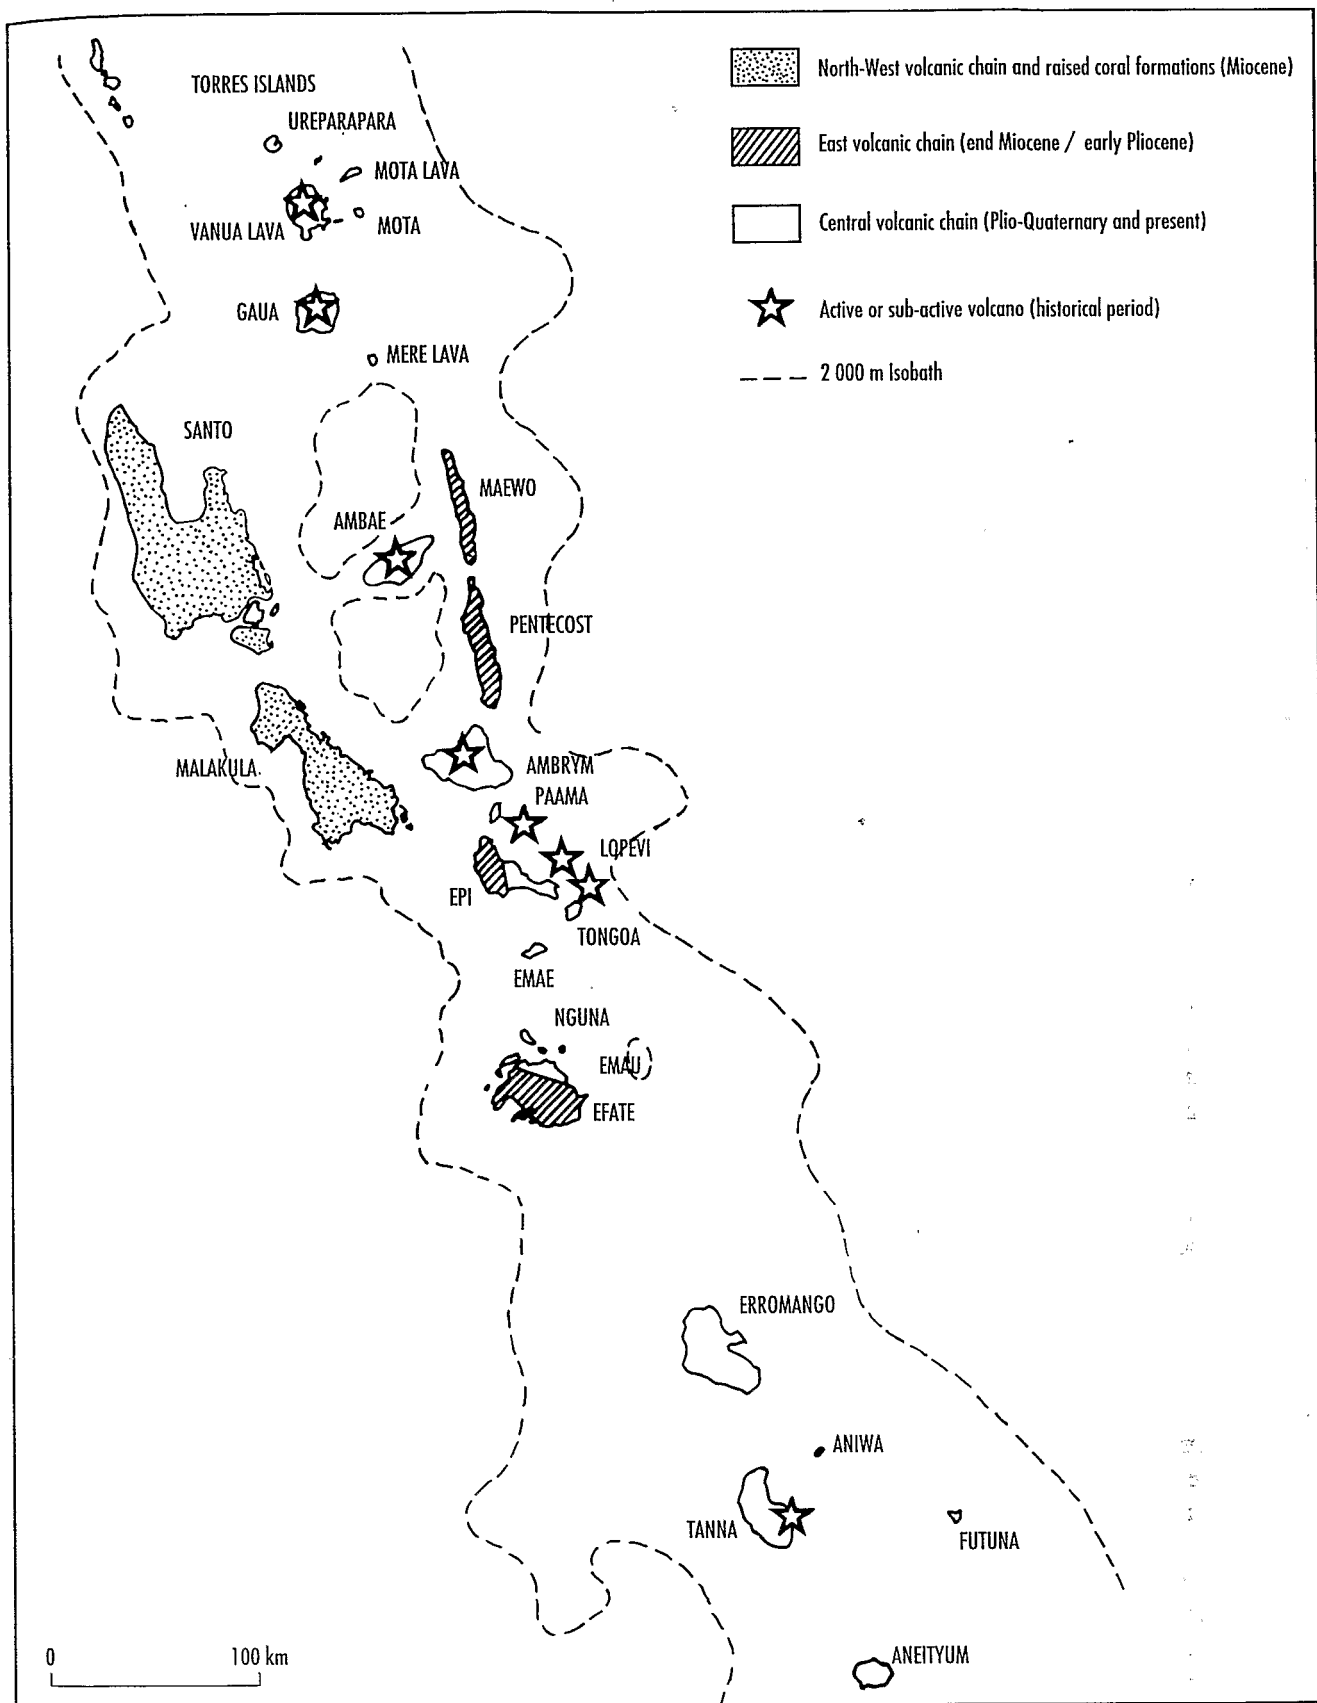 TORRES ISLANDS
North-West volcanic chain and raised coral formations (Miocene)
UREPARAPARA
East volcanic chain (end Miocene / early Pliocene)
MOTA LAVA
VANUA LAVA
MOTA
Central volcanic chain (Plio-Quaternary and present)
GAUA
Active or sub-active volcano (historical period)
MERE LAVA
2 000 m Isobath
SANTO
MAEWO
AMBAE
PENTECOST
MALAKULA
AMBRYM
PAAMA
LOPEVI
EPI
TONGOA
EMAE
NGUNA
EMAU
EFATE
ERROMANGO
ANIWA
TANNA
FUTUNA
0 100 km
ANEITYUM